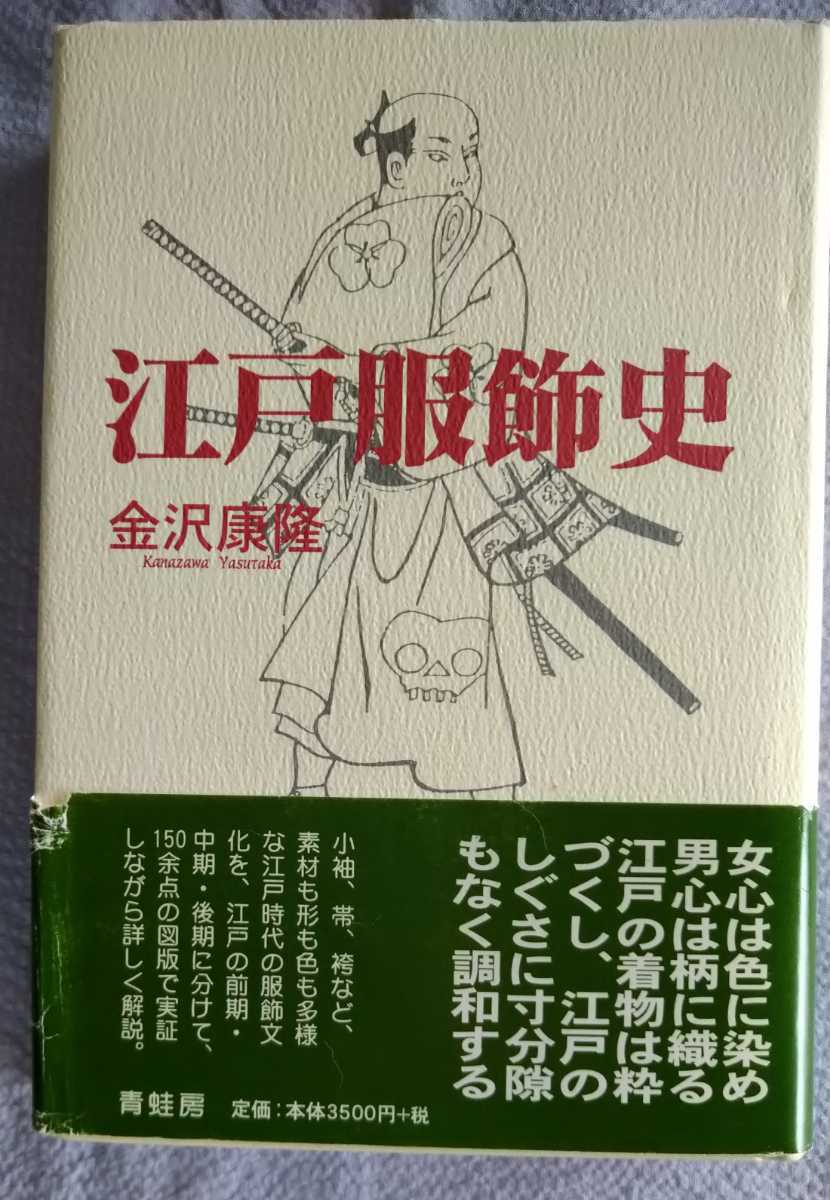 江戸服飾史
金沢康隆
Kanazawa Yasutaka
女心は色に染め
男心は柄に織る
江戸の着物は粋
づくし、江戸の
しぐさに寸分隙
もなく調和する
小袖、帯、袴など、
素材も形も色も多様
な江戸時代の服飾文
化を、江戸の前期・
中期・後期に分けて、
150余点の図版で実証
しながら詳しく解説。
青蛙房
定価:本体3500円+税